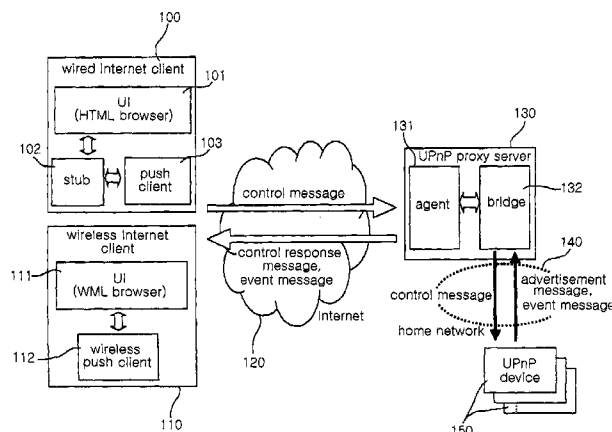 100
wired Internet client
101
UI
(HTML browser)
102
103
stub
push
client
wireless Internet
client
111
UI
(WML browser)
112
wireless
push client
110
control message
control response
message,
event message
Internet
120
130
UPnP proxy server
131
agent
bridge
132
140
control message
advertisement
message,
event message
home network
UPnP
device
150